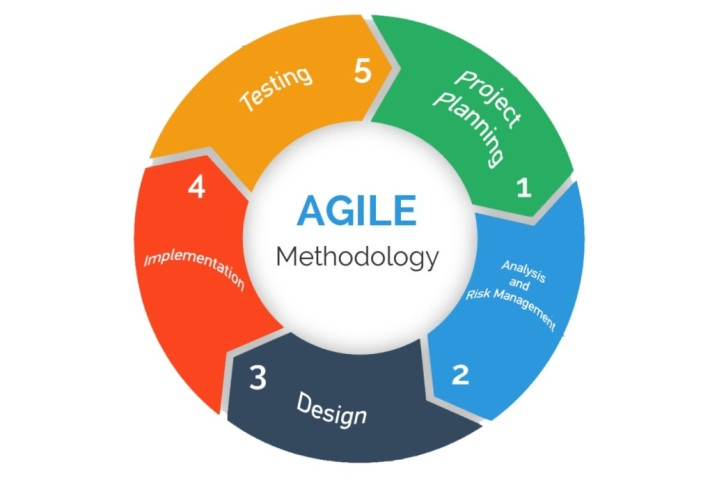 AGILE
Methodology
Project
Planning
1
Analysis
and
Risk Management
2
3
Design
4
Implementation
Testing
5